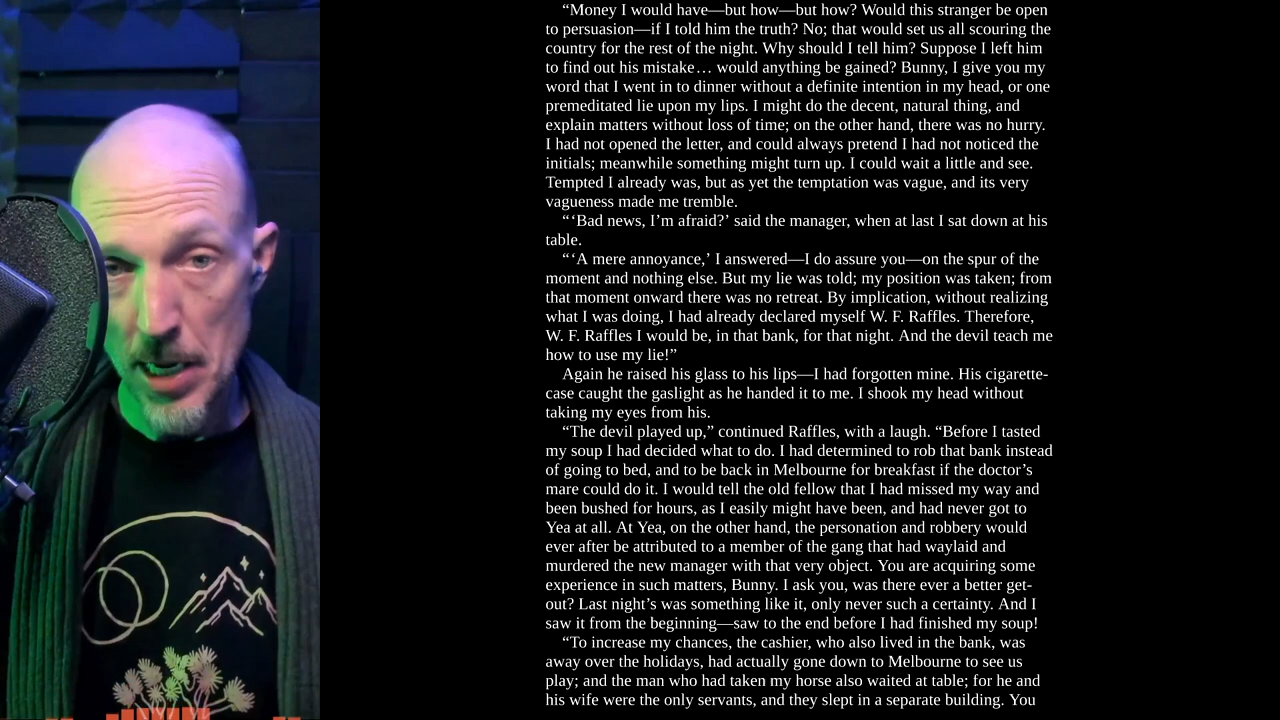 “Money I would have—but how—but how? Would this stranger be open
to persuasion—if I told him the truth? No; that would set us all scouring the
country for the rest of the night. Why should I tell him? Suppose I left him
to find out his mistake… would anything be gained? Bunny, I give you my
word that I went in to dinner without a definite intention in my head, or one
premeditated lie upon my lips. I might do the decent, natural thing, and
explain matters without loss of time; on the other hand, there was no hurry.
I had not opened the letter, and could always pretend I had not noticed the
initials; meanwhile something might turn up. I could wait a little and see.
Tempted I already was, but as yet the temptation was vague, and its very
vagueness made me tremble.
“‘Bad news, I’m afraid?’ said the manager, when at last I sat down at his
table.
“‘A mere annoyance,’ I answered—I do assure you—on the spur of the
moment and nothing else. But my lie was told; my position was taken; from
that moment onward there was no retreat. By implication, without realizing
what I was doing, I had already declared myself W. F. Raffles. Therefore,
W. F. Raffles I would be, in that bank, for that night. And the devil teach me
how to use my lie!”
Again he raised his glass to his lips—I had forgotten mine. His cigarette-
case caught the gaslight as he handed it to me. I shook my head without
taking my eyes from his.
“The devil played up,” continued Raffles, with a laugh. “Before I tasted
my soup I had decided what to do. I had determined to rob that bank instead
of going to bed, and to be back in Melbourne for breakfast if the doctor’s
mare could do it. I would tell the old fellow that I had missed my way and
been bushed for hours, as I easily might have been, and had never got to
Yea at all. At Yea, on the other hand, the personation and robbery would
ever after be attributed to a member of the gang that had waylaid and
murdered the new manager with that very object. You are acquiring some
experience in such matters, Bunny. I ask you, was there ever a better get-
out? Last night’s was something like it, only never such a certainty. And I
saw it from the beginning—saw to the end before I had finished my soup!
“To increase my chances, the cashier, who also lived in the bank, was
away over the holidays, had actually gone down to Melbourne to see us
play; and the man who had taken my horse also waited at table; for he and
his wife were the only servants, and they slept in a separate building. You